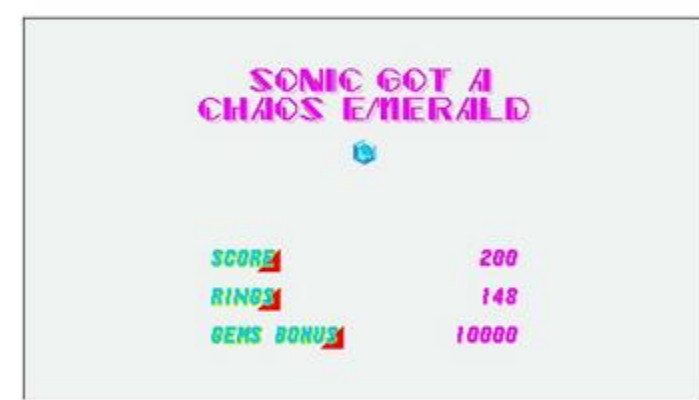 SONIC GOT A
CHAOS EMERALD
SCORE 200
RINGS 148
GEMS BONUS 10000